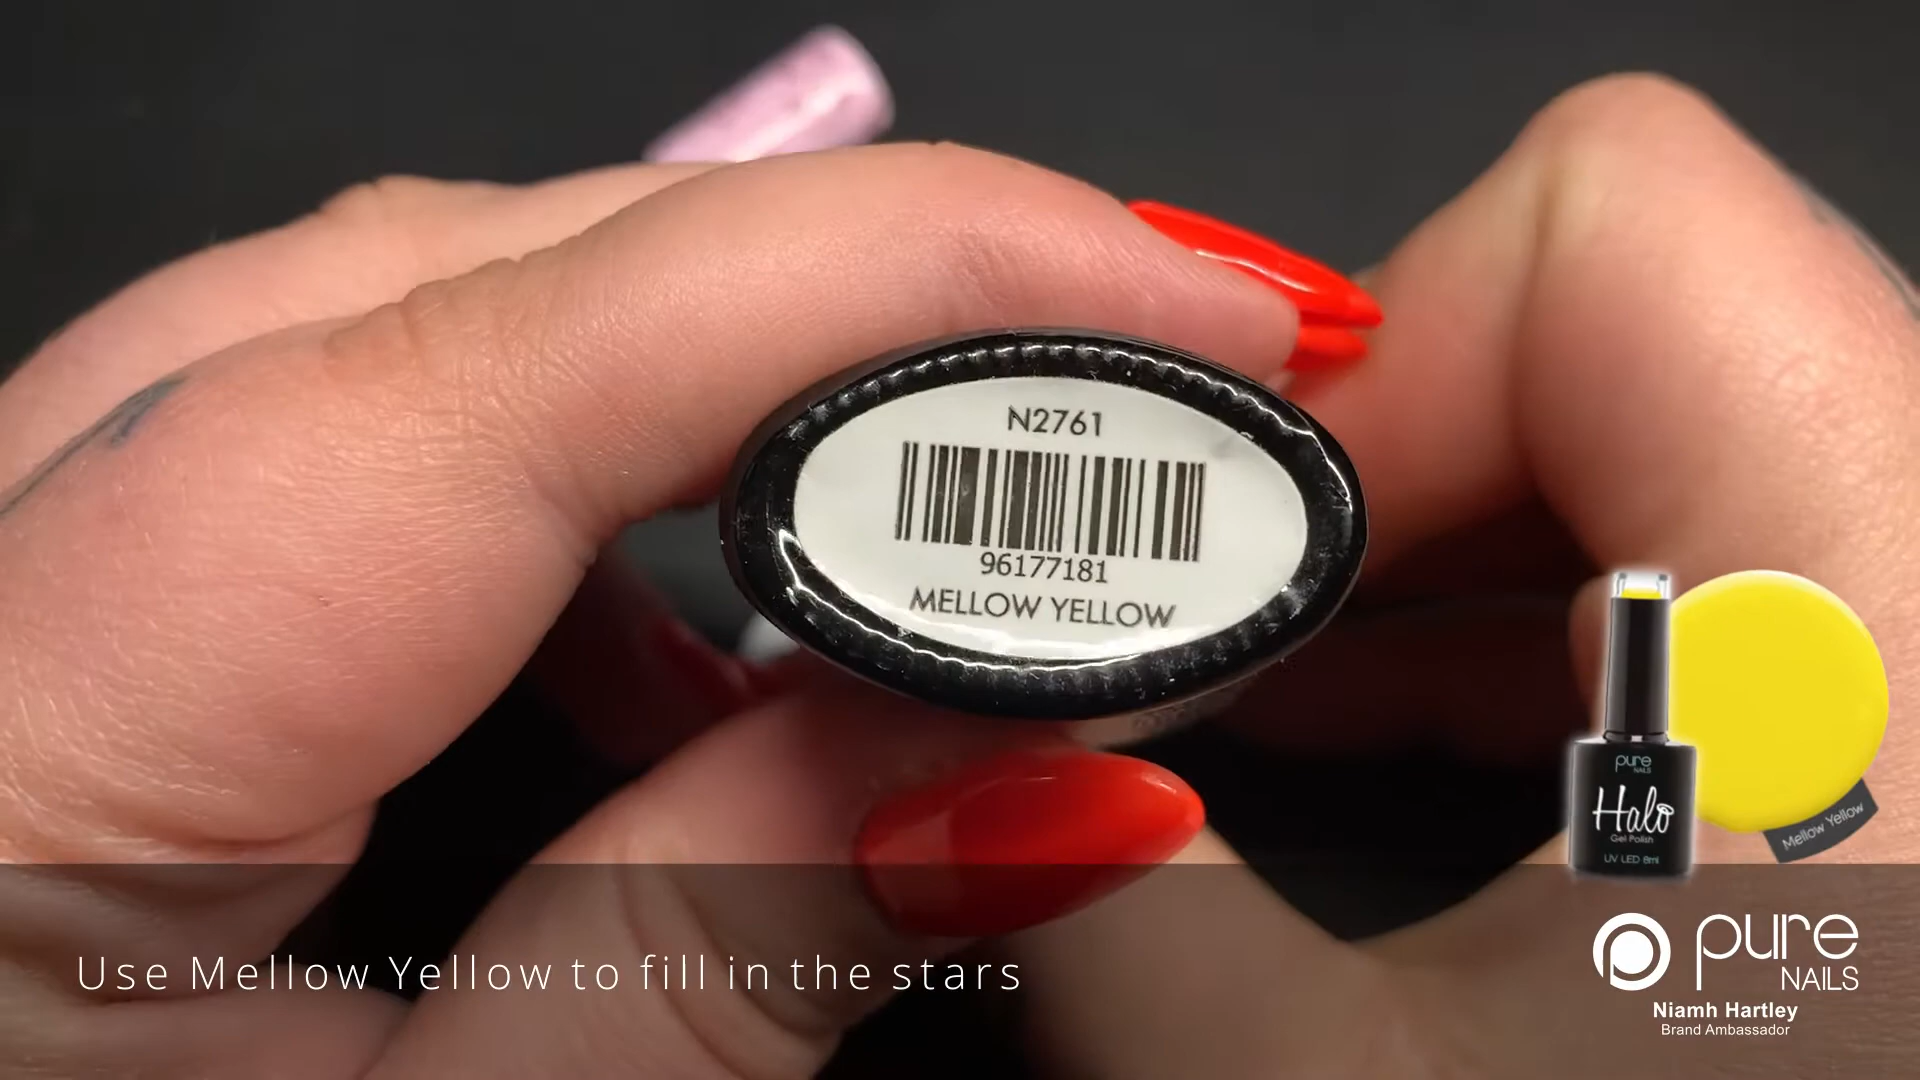 N2761
96177181
MELLOW YELLOW
pure
NAILS
Halo
Gel Polish
UV LED 8ml
Mellow Yellow
Use Mellow Yellow to fill in the stars
pure
NAILS
Niamh Hartley
Brand Ambassador